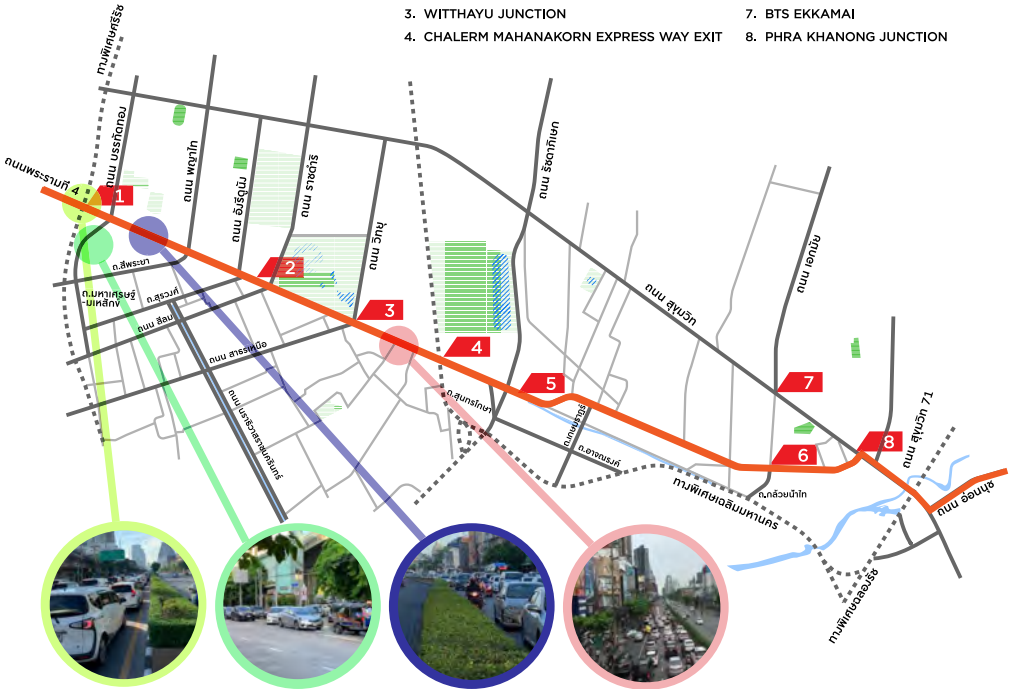 3. WITTHAYU JUNCTION
7. BTS EKKAMAI
4. CHALERM MAHANAKORN EXPRESS WAY EXIT
8. PHRA KHANONG JUNCTION
ทางพิเศษศรีรัช
ถนน บรรทัดทอง
ถนน พญาไท
ถนน อังรีดูนังต์
ถนน ราชดำริ
ถนน วิทยุ
ถนน รัชดาภิเษก
ถนนพระรามที่ 4
1
ถ.สี่พระยา
ถ.มหาเศรษฐ์
-มเหสักข์
ถ.สุรวงศ์
ถนน สีลม
ถนน สาธรเหนือ
ถนน นราธิวาสราชนครินทร์
2
3
4
5
6
7
8
ถนน สุขุมวิท
ถนน เอกมัย
ถนน สุขุมวิท 71
ถ.สุนทรโกษา
ถ.เกษมราษฎร์
ถ.อาจณรงค์
ถ.กล้วยน้ำไท
ทางพิเศษเฉลิมมหานคร
ทางพิเศษฉลองรัช
ถนน อ่อนนุช